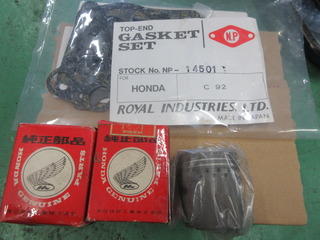 TOP-END
GASKET
SET
NP
STOCK No. NP- 14501
FOR
HONDA C 92
ROYAL INDUSTRIES, LTD.
MADE IN JAPAN
純正部品
HONDA GENUINE PARTS
純正部品
HONDA GENUINE PARTS